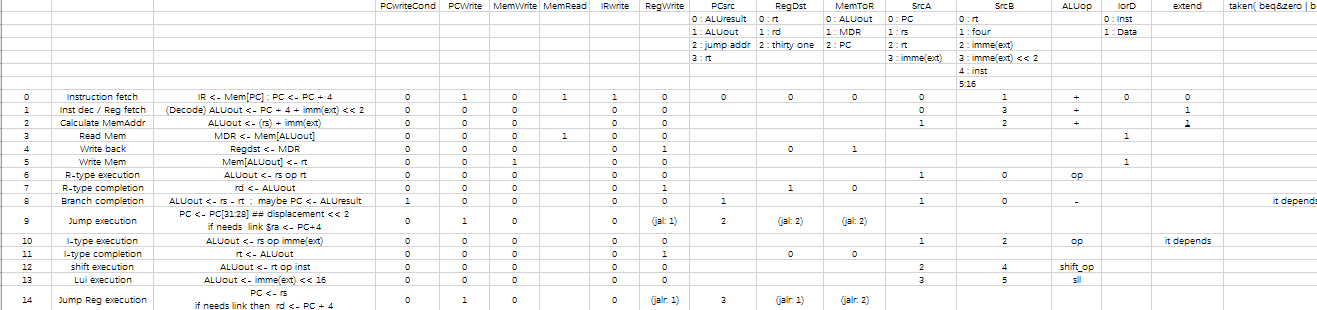 PCwriteCond PCWrite MemWrite MemRead IRwrite RegWrite PCsrc RegDst MemToR SrcA SrcB ALUop IorD extend taken( beq&zero | b
0 : ALUresult 0 : rt 0 : ALUout 0 : PC 0 : rt 0 : Inst
1 : ALUout 1 : rd 1 : MDR 1 : rs 1 : four 1 : Data
2 : jump addr 2 : thirty one 2 : PC 2 : rt 2 : imme(ext)
3 : rt 3 : imme(ext) 3 : imme(ext) << 2
4 : inst
5:16
0 Instruction fetch IR <- Mem[PC] ; PC <- PC + 4 0 1 0 1 1 0 0 0 0 0 1 + 0 0
1 Inst dec / Reg fetch (Decode) ALUout <- PC + 4 + imm(ext) << 2 0 0 0 0 0 0 3 + 1
2 Calculate MemAddr ALUout <- (rs) + imm(ext) 0 0 0 0 0 1 2 + 1
3 Read Mem MDR <- Mem[ALUout] 0 0 0 1 0 0 1
4 Write back Regdst <- MDR 0 0 0 0 1 0 1
5 Write Mem Mem[ALUout] <- rt 0 0 1 0 0 1
6 R-type execution ALUout <- rs op rt 0 0 0 0 0 1 0 op
7 R-type completion rd <- ALUout 0 0 0 0 1 1 0
8 Branch completion ALUout <- rs - rt ; maybe PC <- ALUresult 1 0 0 0 0 1 1 0 - it depends
9 Jump execution PC <- PC[31:28] ## displacement << 2 0 1 0 0 (jal: 1) 2 (jal: 2) (jal: 2)
if needs link $ra <- PC+4
10 I-type execution ALUout <- rs op imme(ext) 0 0 0 0 0 1 2 op it depends
11 I-type completion rt <- ALUout 0 0 0 0 1 0 0
12 shift execution ALUout <- rt op inst 0 0 0 0 0 2 4 shift_op
13 Lui execution ALUout <- imme(ext) << 16 0 0 0 0 0 3 5 sll
14 Jump Reg execution PC <- rs 0 1 0 0 (jalr: 1) 3 (jalr: 1) (jalr: 2)
if needs link then rd <- PC + 4